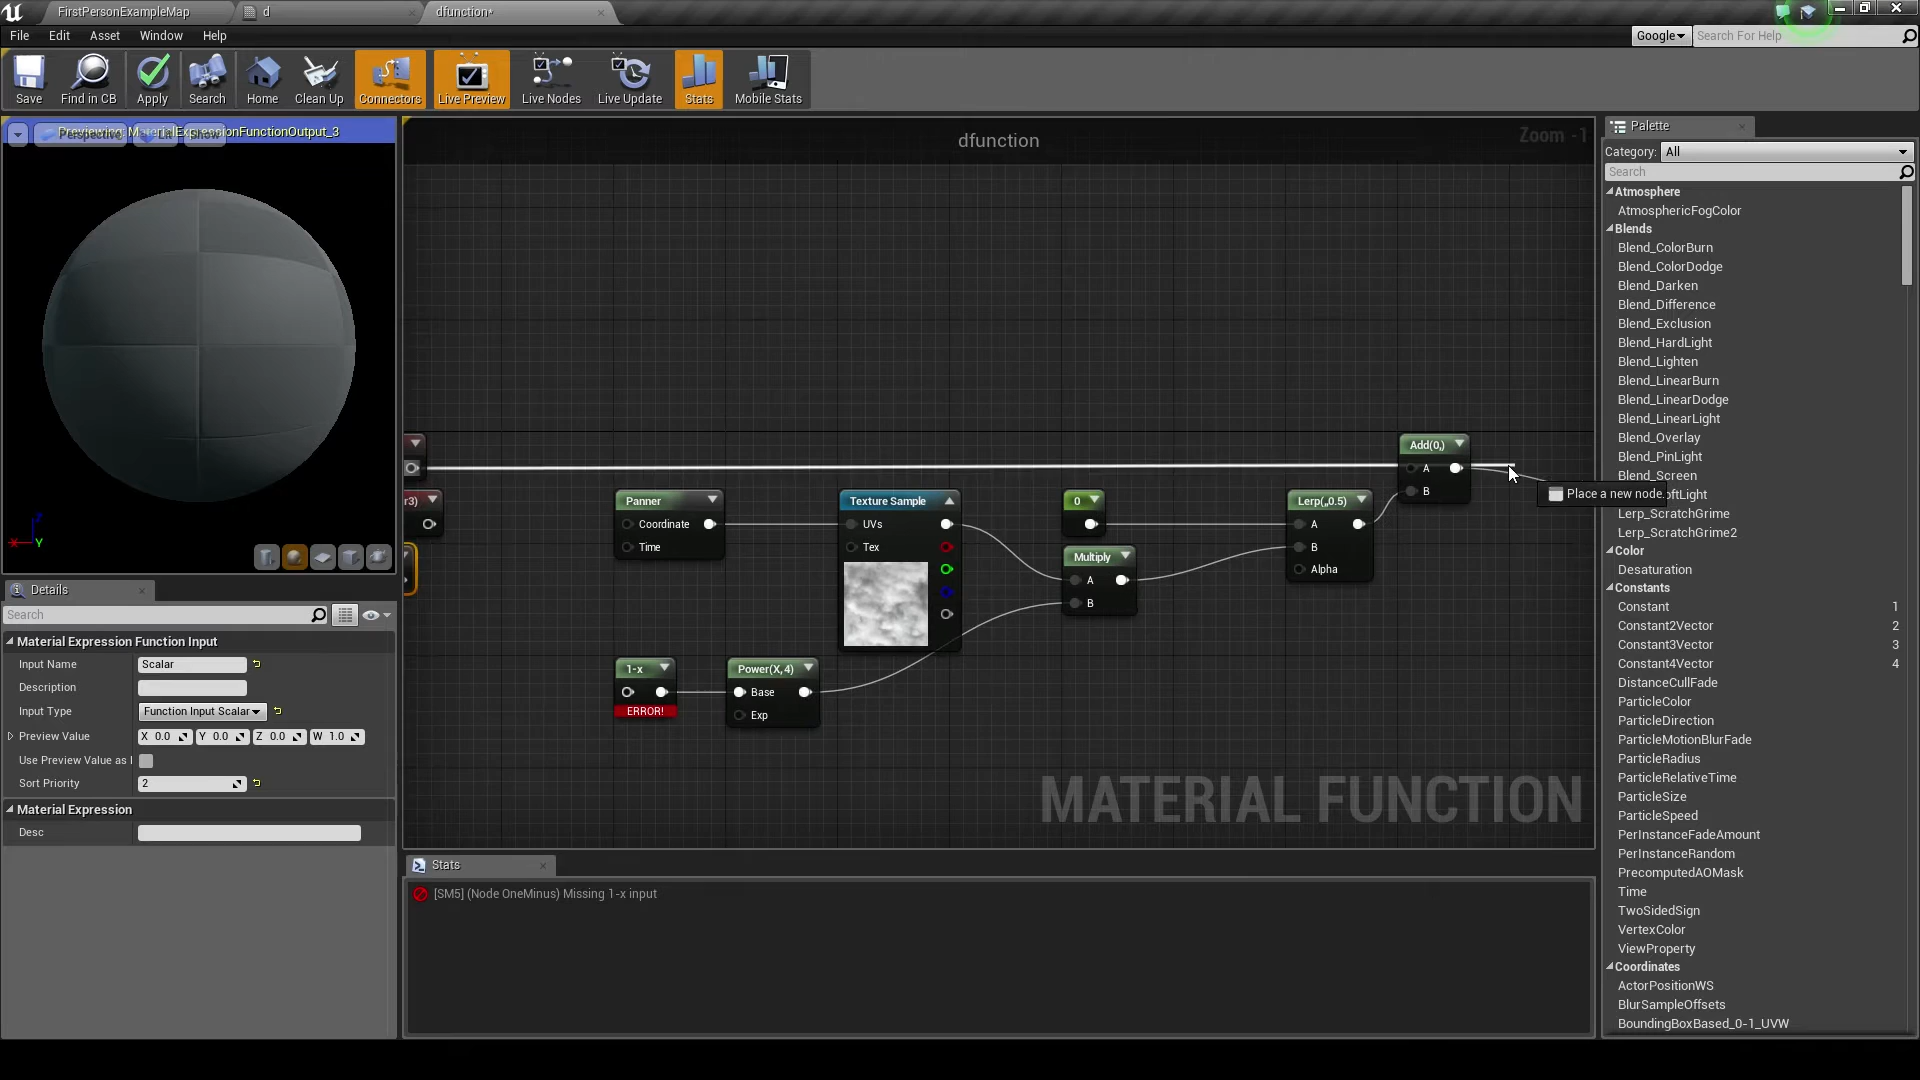 FirstPersonExampleMap
d
dfunction*
File Edit Asset Window Help
Google
Search For Help
Save
Find in CB
Apply
Search
Home
Clean Up
Connectors
Live Preview
Live Nodes
Live Update
Stats
Mobile Stats
Previewing: MaterialExpressionFunctionOutput_3
Perspective
Lit
Show
dfunction
Zoom -1
r3)
Panner
Coordinate
Time
Texture Sample
UVs
Tex
0
Multiply
A
B
Lerp(,,0.5)
A
B
Alpha
Add(0,)
A
B
Place a new node.
1-x
ERROR!
Power(X,4)
Base
Exp
MATERIAL FUNCTION
Details
Search
Material Expression Function Input
Input Name Scalar
Description
Input Type Function Input Scalar
Preview Value X 0.0 Y 0.0 Z 0.0 W 1.0
Use Preview Value as
Sort Priority 2
Material Expression
Desc
Stats
[SM5] (Node OneMinus) Missing 1-x input
Palette
Category: All
Search
Atmosphere
AtmosphericFogColor
Blends
Blend_ColorBurn
Blend_ColorDodge
Blend_Darken
Blend_Difference
Blend_Exclusion
Blend_HardLight
Blend_Lighten
Blend_LinearBurn
Blend_LinearDodge
Blend_LinearLight
Blend_Overlay
Blend_PinLight
Blend_Screen
oftLight
Lerp_ScratchGrime
Lerp_ScratchGrime2
Color
Desaturation
Constants
Constant 1
Constant2Vector 2
Constant3Vector 3
Constant4Vector 4
DistanceCullFade
ParticleColor
ParticleDirection
ParticleMotionBlurFade
ParticleRadius
ParticleRelativeTime
ParticleSize
ParticleSpeed
PerInstanceFadeAmount
PerInstanceRandom
PrecomputedAOMask
Time
TwoSidedSign
VertexColor
ViewProperty
Coordinates
ActorPositionWS
BlurSampleOffsets
BoundingBoxBased_0-1_UVW
X
Y
Z